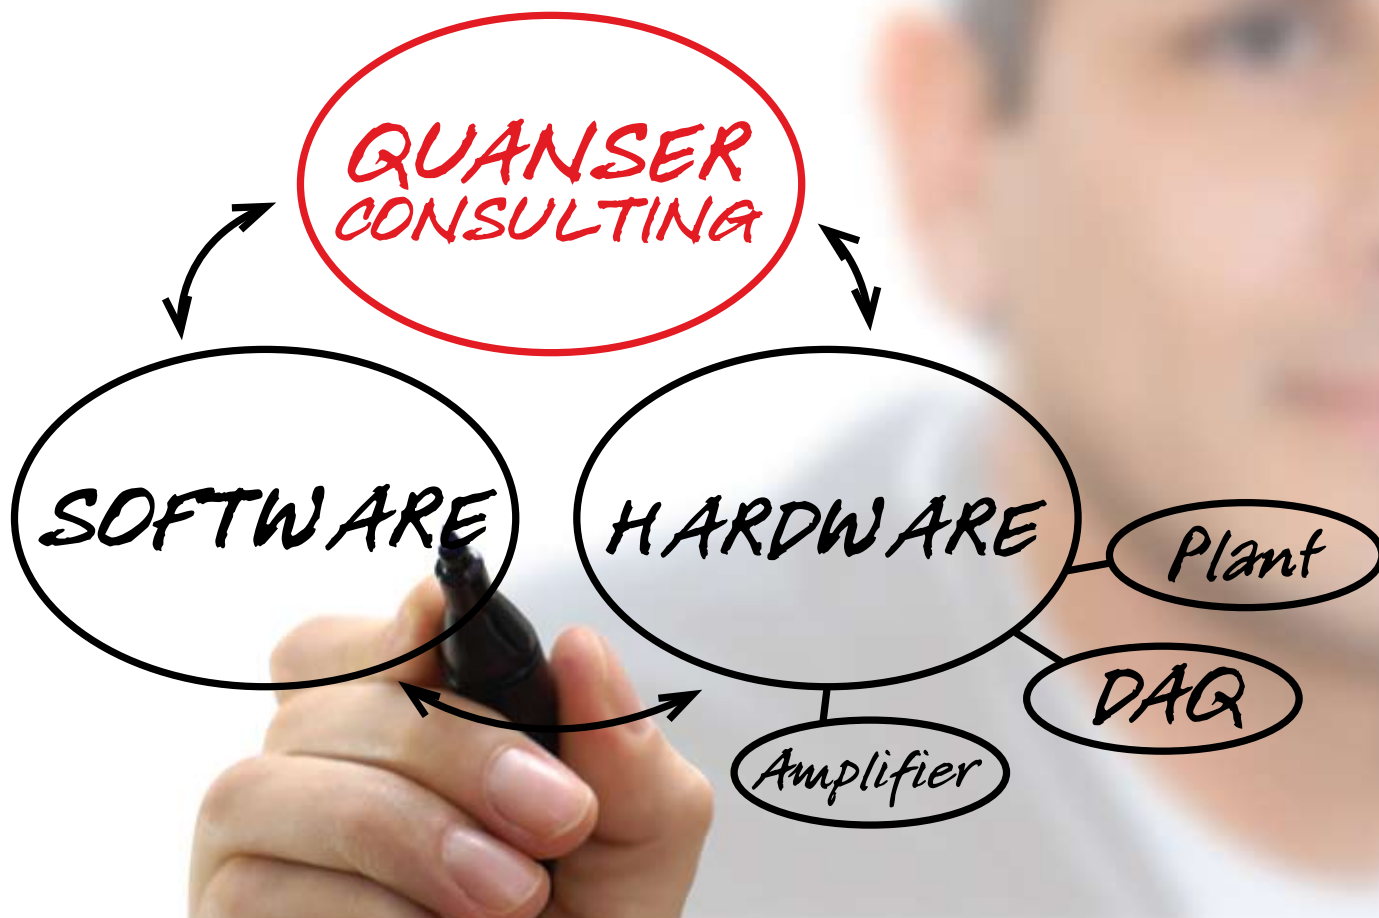 QUANSER
CONSULTING
SOFTWARE
HARDWARE
Plant
DAQ
Amplifier